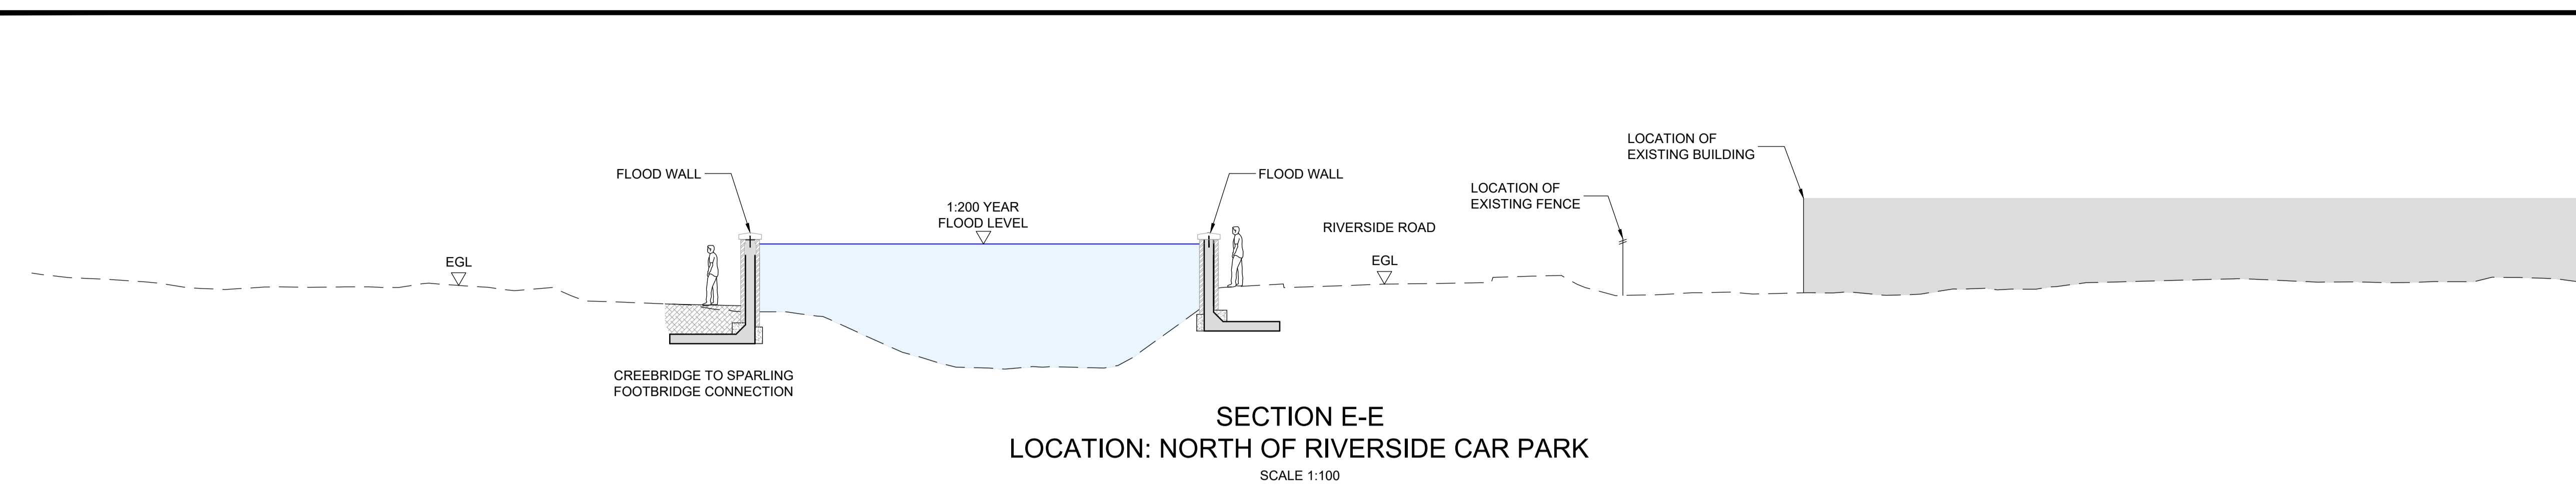 LOCATION OF
EXISTING BUILDING
FLOOD WALL
FLOOD WALL
LOCATION OF
EXISTING FENCE
1:200 YEAR
FLOOD LEVEL
RIVERSIDE ROAD
EGL
EGL
CREEBRIDGE TO SPARLING
FOOTBRIDGE CONNECTION
SECTION E-E
LOCATION: NORTH OF RIVERSIDE CAR PARK
SCALE 1:100